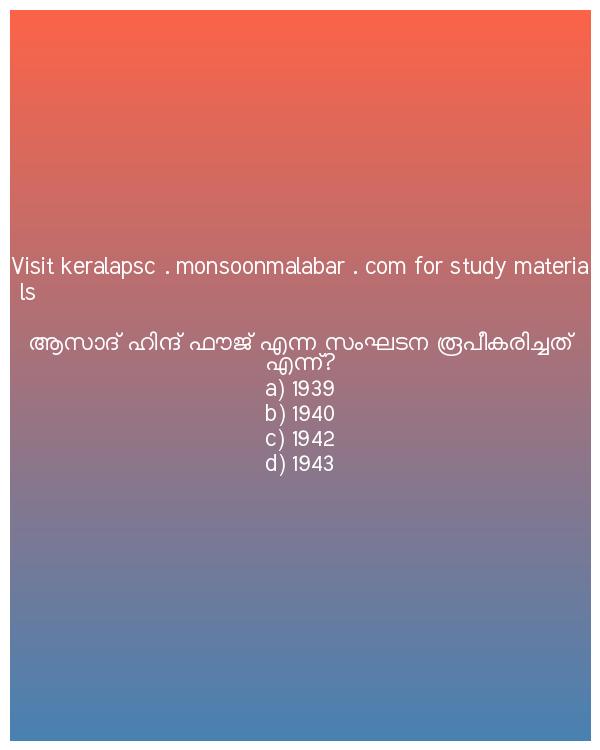 Visit keralapsc . monsoonmalabar . com for study materia
ls
ആസാദ് ഹിന്ദ് ഫൗജ് എന്ന സംഘടന രൂപീകരിച്ചത്
എന്ന്?
a) 1939
b) 1940
c) 1942
d) 1943